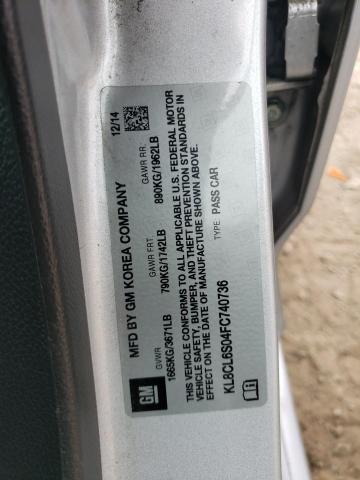 MFD BY GM KOREA COMPANY 12/14
GVWR GAWR FRT GAWR RR
1665KG/3671LB 790KG/1742LB 890KG/1962LB
THIS VEHICLE CONFORMS TO ALL APPLICABLE U.S. FEDERAL MOTOR
VEHICLE SAFETY, BUMPER, AND THEFT PREVENTION STANDARDS IN
EFFECT ON THE DATE OF MANUFACTURE SHOWN ABOVE.
KL8CL6S04FC740736 TYPE: PASS CAR
GM